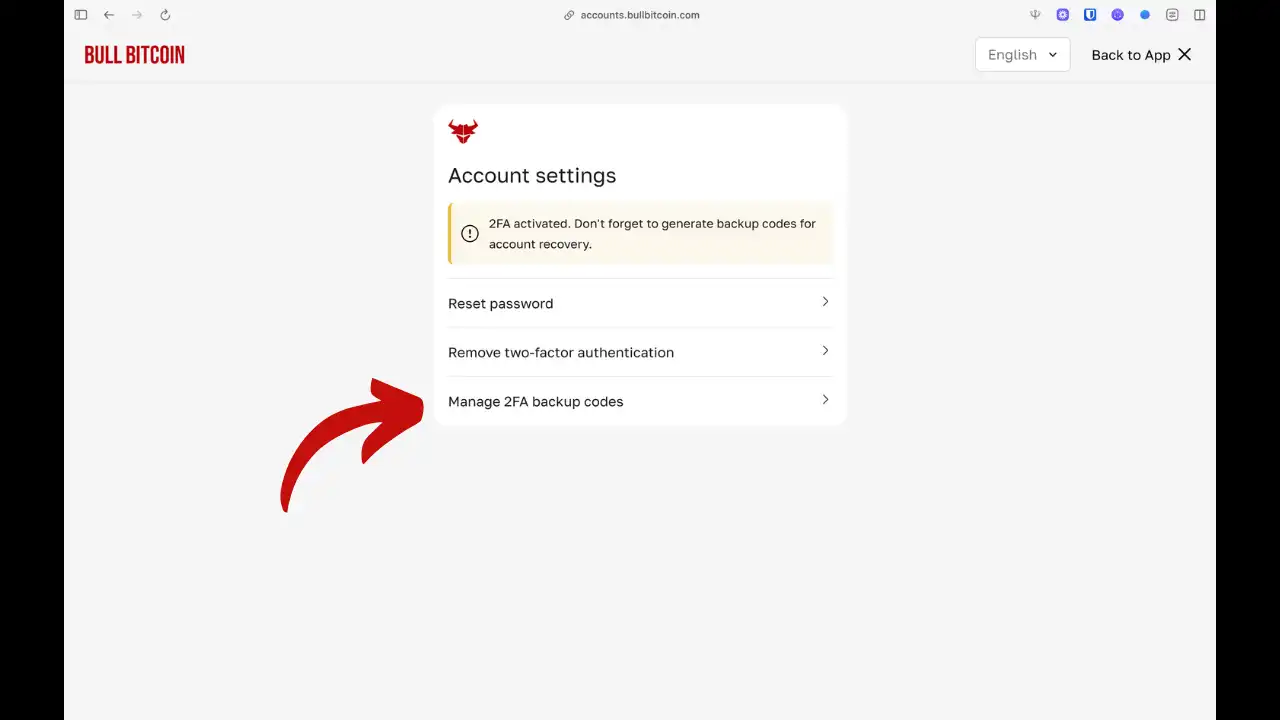 accounts.bullbitcoin.com
BULL BITCOIN
English
Back to App
Account settings
2FA activated. Don't forget to generate backup codes for
account recovery.
Reset password
Remove two-factor authentication
Manage 2FA backup codes